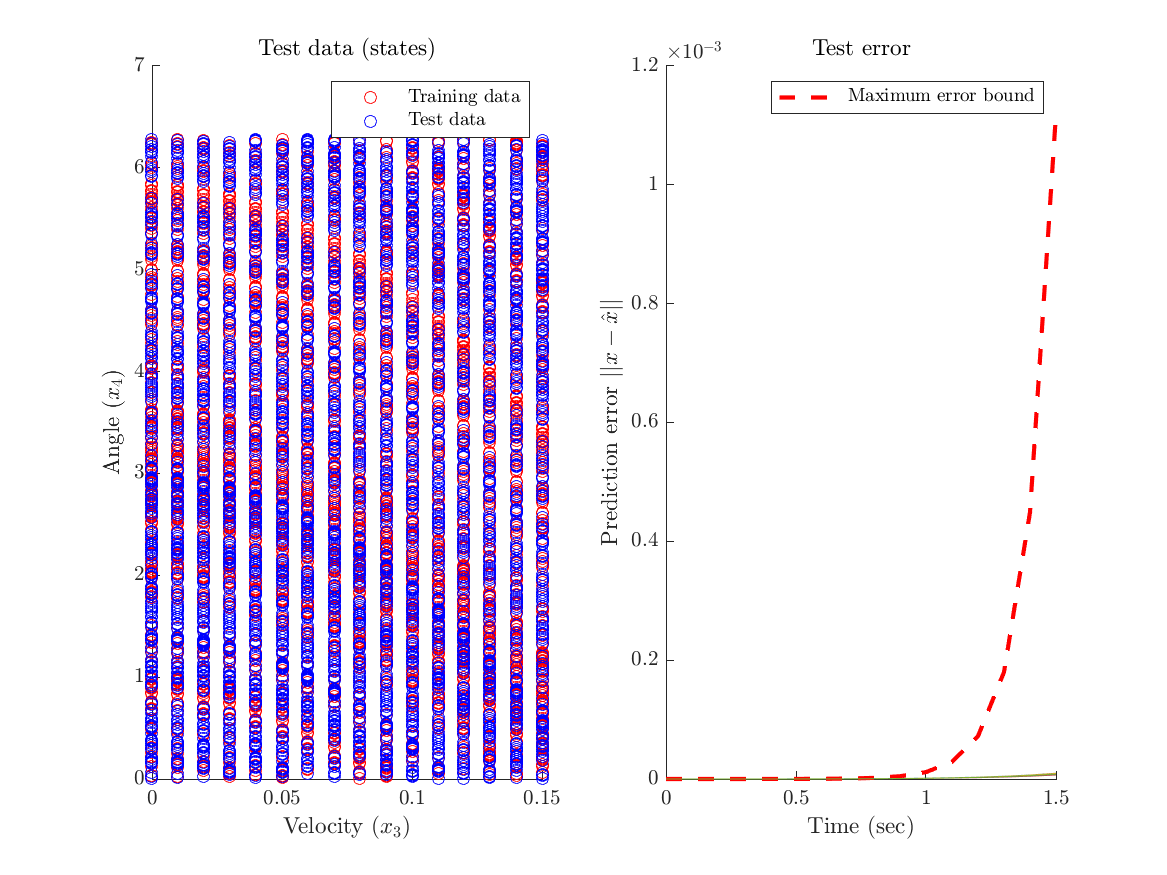 Test data (states)
7
6
5
4
3
2
1
0
Angle (x₄)
Training data
Test data
0
0.05
0.1
0.15
Velocity (x₃)
Test error
×10⁻³
1.2
1
0.8
0.6
0.4
0.2
0
Prediction error ||x − x̂||
Maximum error bound
0
0.5
1
1.5
Time (sec)